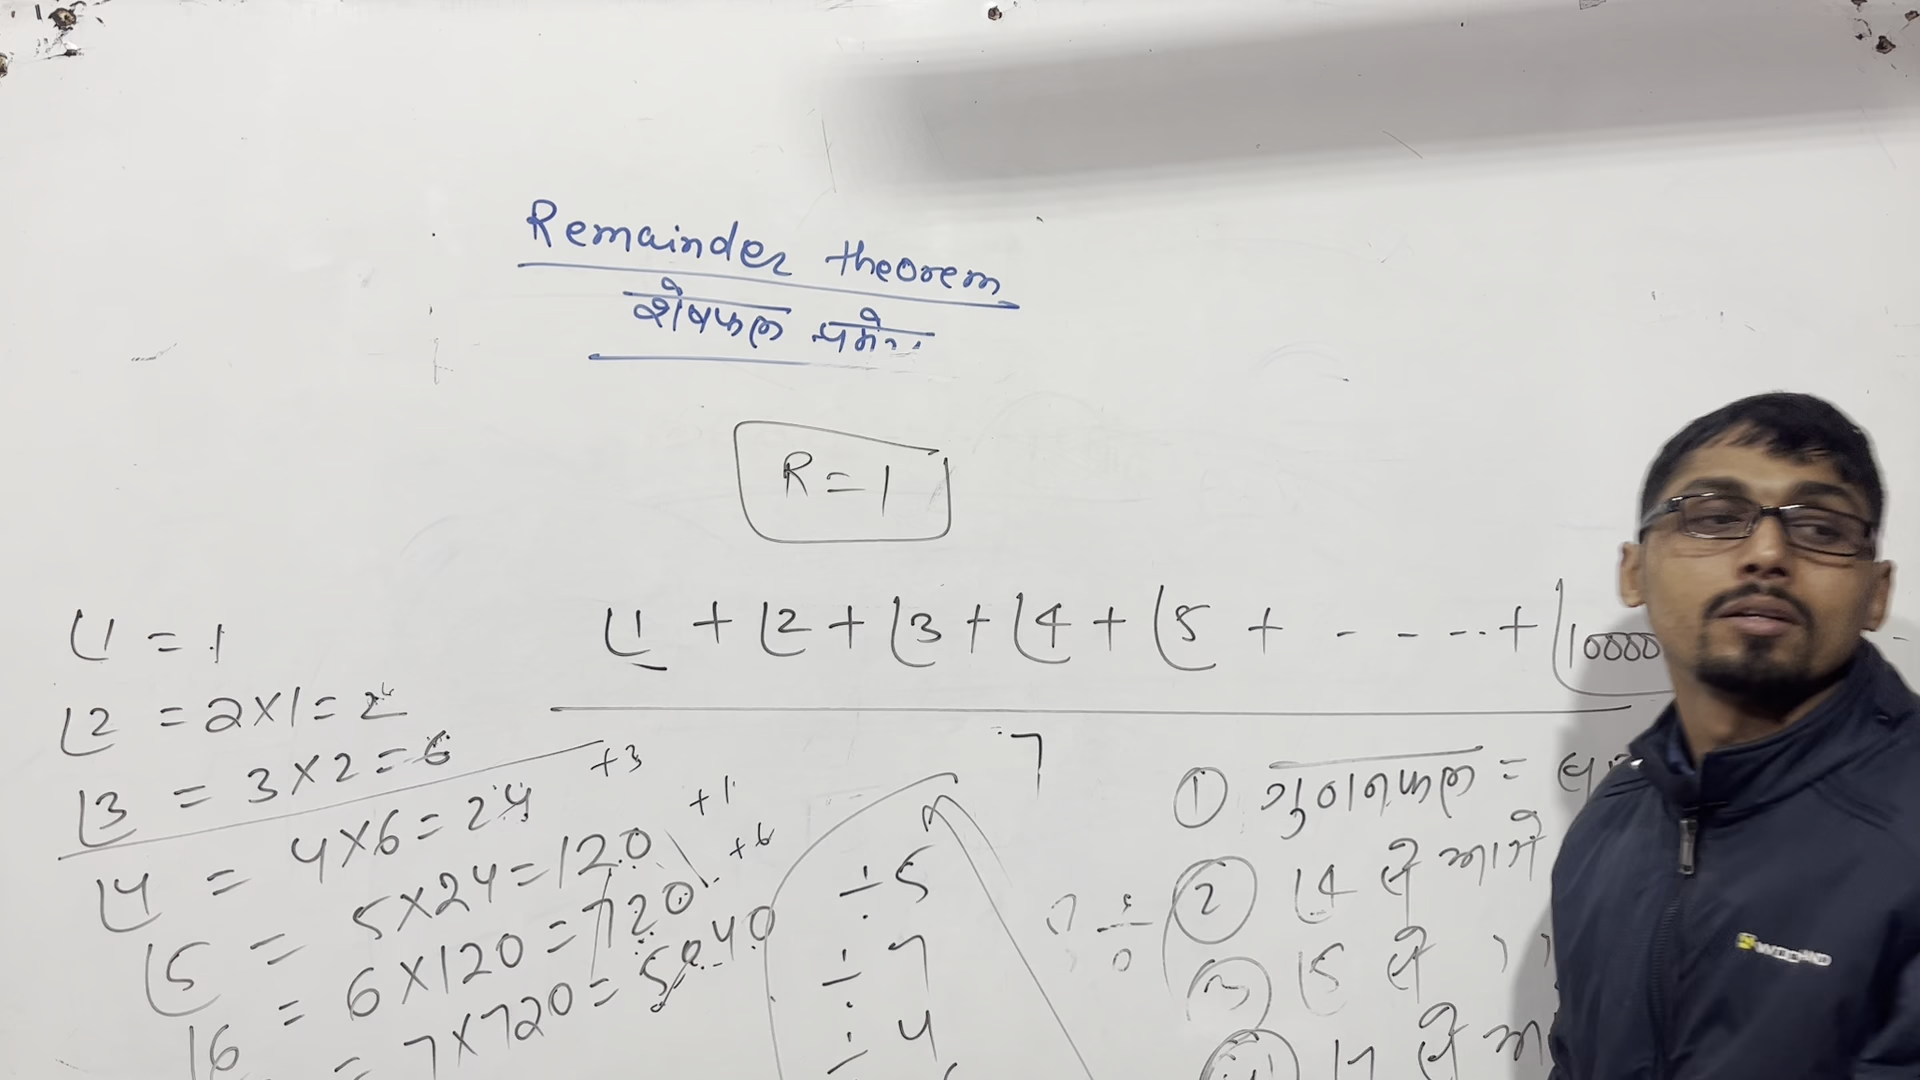 Remainder theorem
शेषफल प्रमेय
R = 1
⌊1 + ⌊2 + ⌊3 + ⌊4 + ⌊5 + - - - -- + ⌊10000
7
⌊1 = 1
⌊2 = 2×1 = 2
⌊3 = 3×2 = 6
⌊4 = 4×6 = 24 +3
⌊5 = 5×24 = 120 +1
⌊6 = 6×120 = 720 +6
= 7×720 = 5040
÷5
÷7
÷4
① गुणनफल =
② ⌊4 से आगे
③ ⌊5 से ,,
⌊7 से